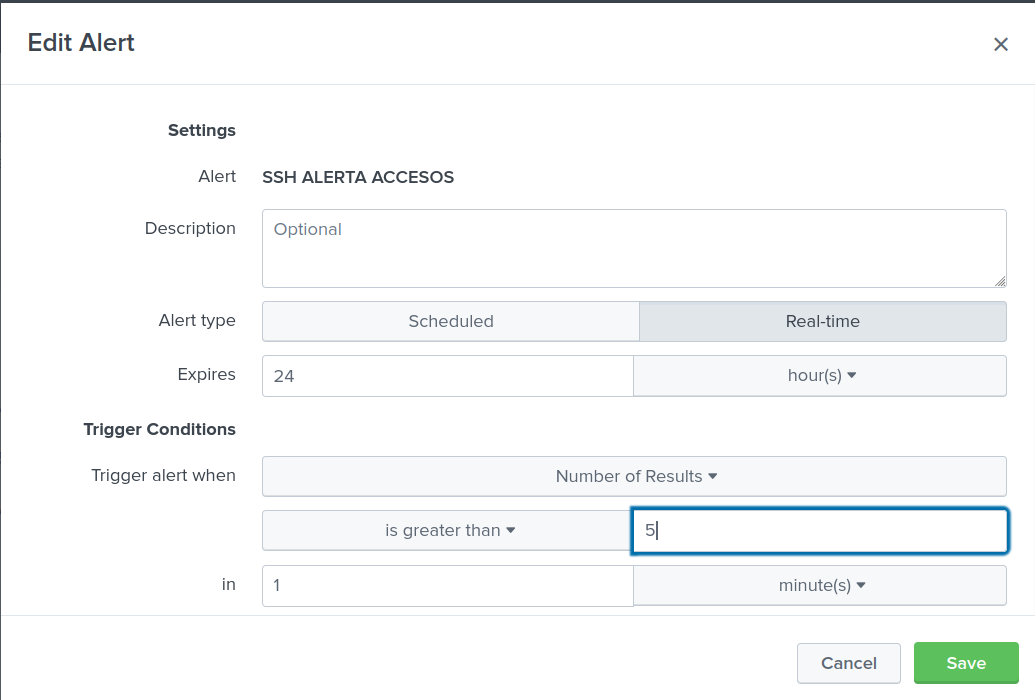 Edit Alert
Settings
Alert SSH ALERTA ACCESOS
Description Optional
Alert type Scheduled Real-time
Expires 24 hour(s)
Trigger Conditions
Trigger alert when Number of Results
is greater than 5
in 1 minute(s)
Cancel Save